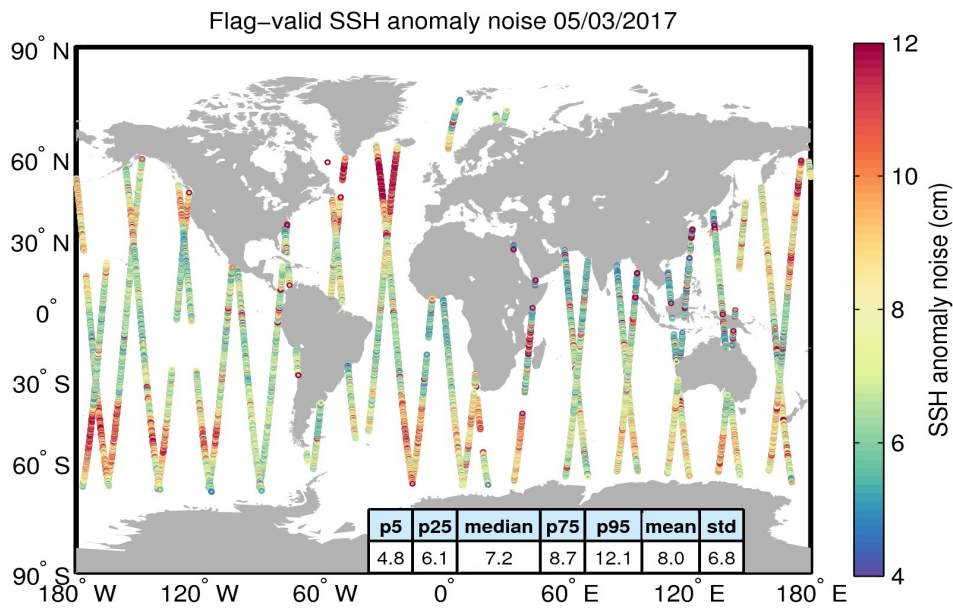 Flag−valid SSH anomaly noise 05/03/2017
90° N
60° N
30° N
0°
30° S
60° S
90° S
180° W
120° W
60° W
0°
60° E
120° E
180° E
p5 p25 median p75 p95 mean std
4.8 6.1 7.2 8.7 12.1 8.0 6.8
12
10
8
6
4
SSH anomaly noise (cm)